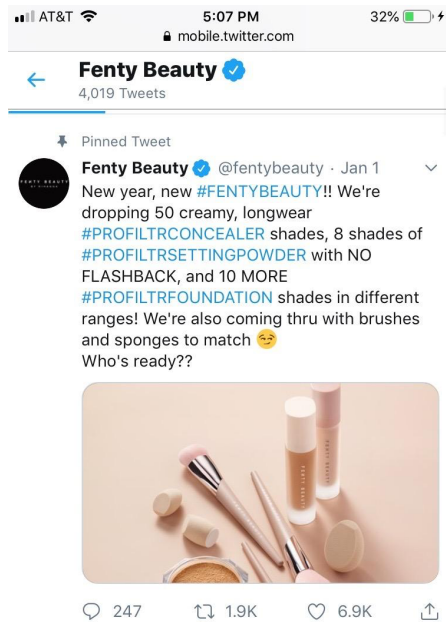 AT&T 5:07 PM 32%
mobile.twitter.com
Fenty Beauty
4,019 Tweets
Pinned Tweet
Fenty Beauty @fentybeauty · Jan 1
New year, new #FENTYBEAUTY!! We're
dropping 50 creamy, longwear
#PROFILTRCONCEALER shades, 8 shades of
#PROFILTRSETTINGPOWDER with NO
FLASHBACK, and 10 MORE
#PROFILTRFOUNDATION shades in different
ranges! We're also coming thru with brushes
and sponges to match
Who's ready??
FENTY BEAUTY
247 1.9K 6.9K